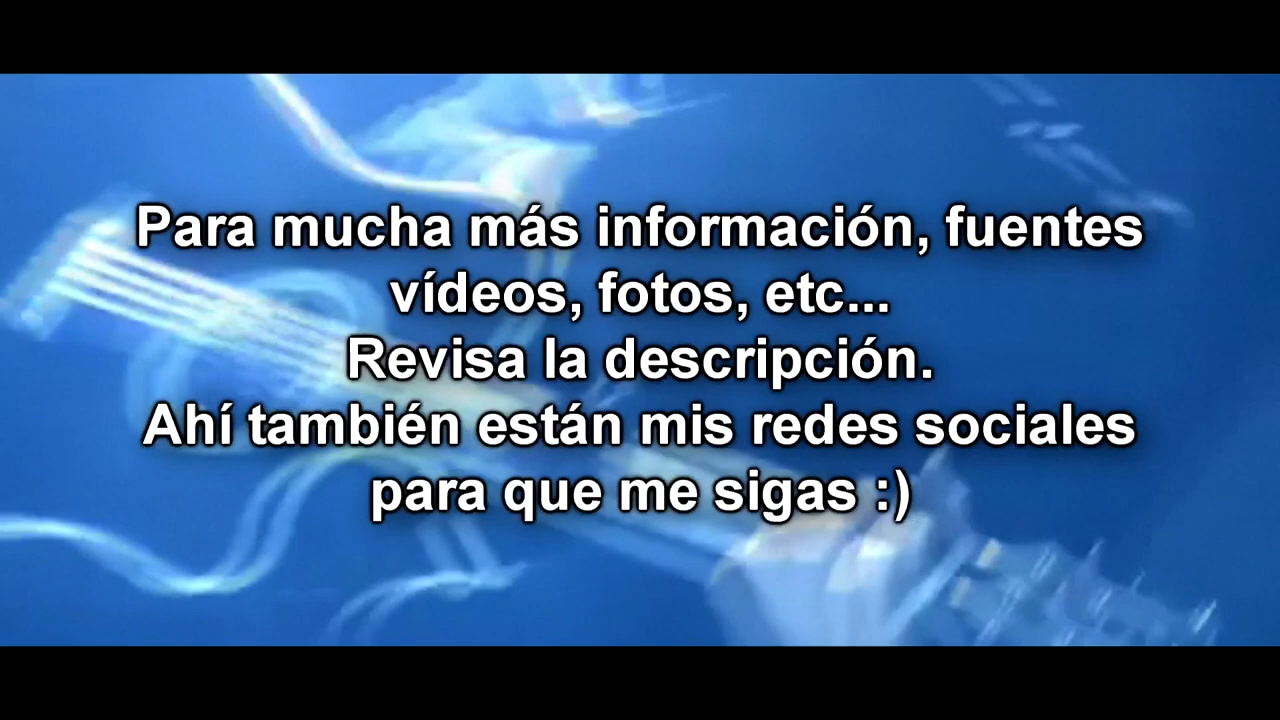 Para mucha más información, fuentes
vídeos, fotos, etc...
Revisa la descripción.
Ahí también están mis redes sociales
para que me sigas :)